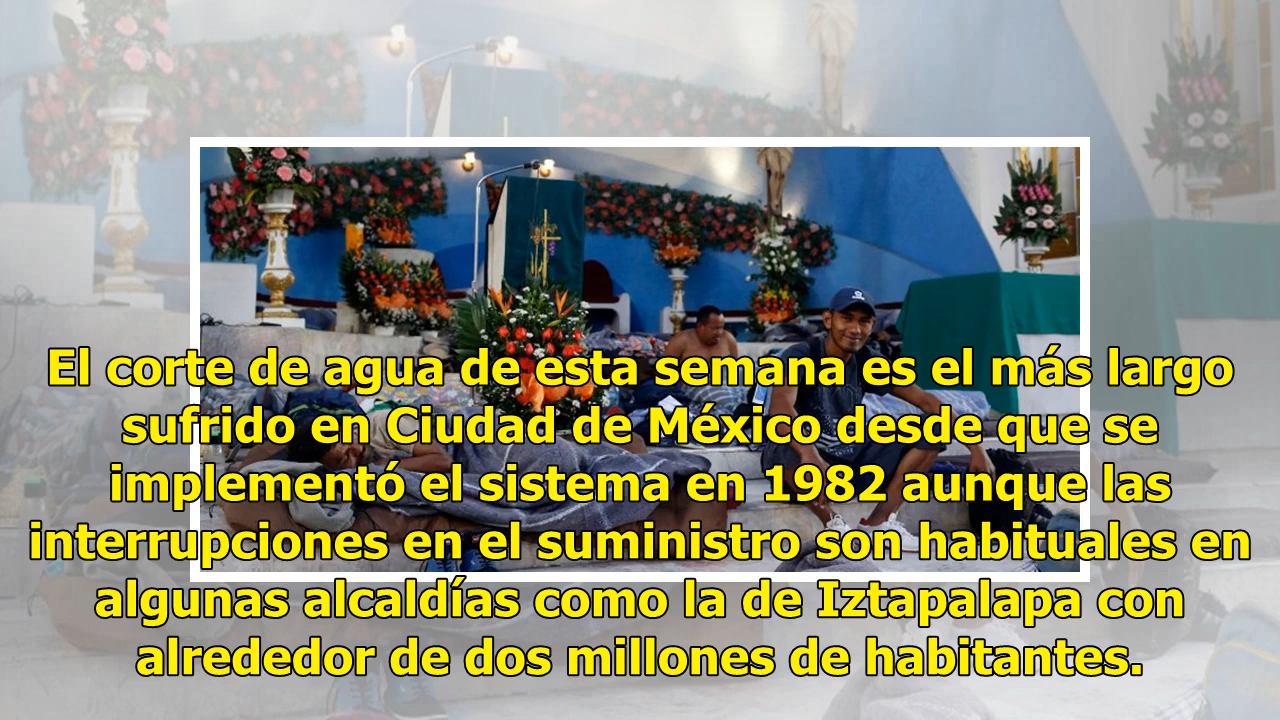 El corte de agua de esta semana es el más largo
sufrido en Ciudad de México desde que se
implementó el sistema en 1982 aunque las
interrupciones en el suministro son habituales en
algunas alcaldías como la de Iztapalapa con
alrededor de dos millones de habitantes.